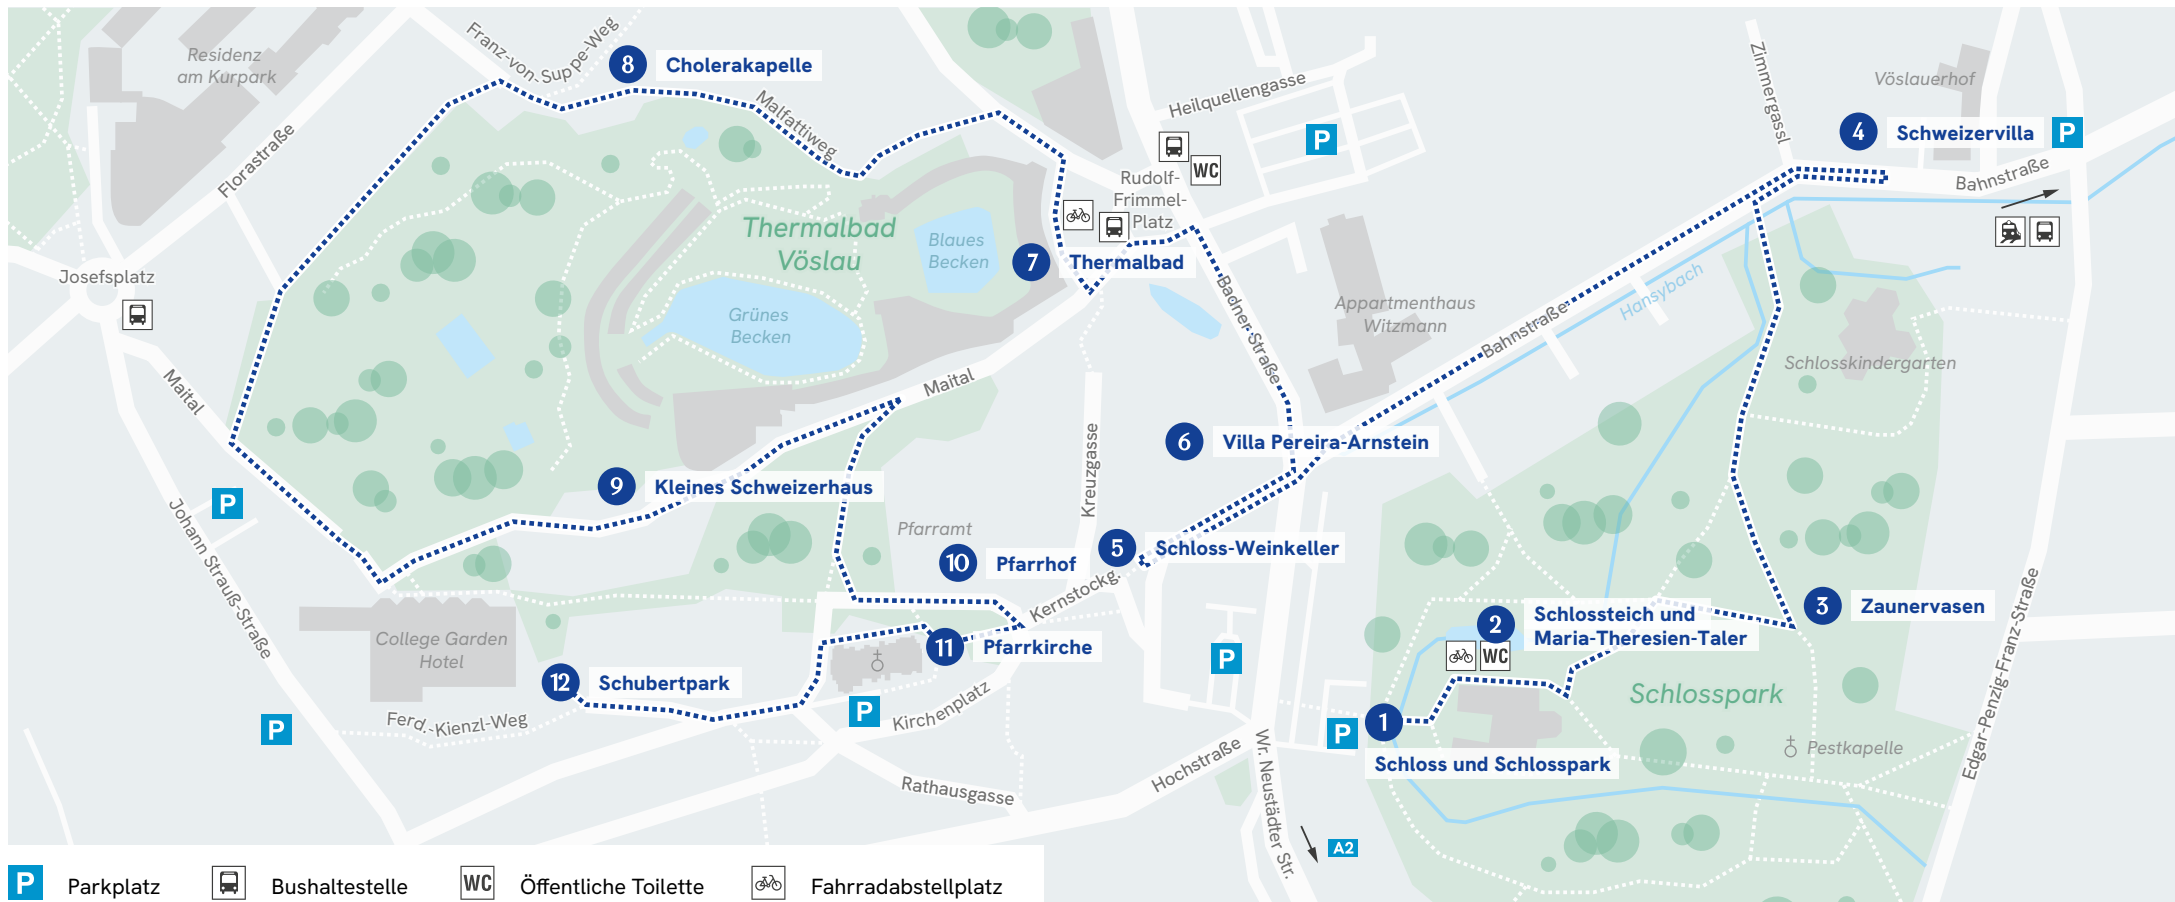 Residenz
am Kurpark
Franz-von-Suppe-Weg
8 Cholerakapelle
Malfattiweg
Florastraße
Heilquellengasse
P
Zimmergassl
Vöslauerhof
4 Schweizervilla
P
Bahnstraße
WC
Rudolf-
Frimmel-
Platz
Thermalbad
Vöslau
Blaues
Becken
7 Thermalbad
Josefsplatz
Grünes
Becken
Badner Straße
Appartmenthaus
Witzmann
Bahnstraße
Hansybach
Schlosskindergarten
Maital
Maital
Kreuzgasse
6 Villa Pereira-Arnstein
9 Kleines Schweizerhaus
P
Johann Strauß-Straße
Pfarramt
10 Pfarrhof
5 Schloss-Weinkeller
Kernstockg.
College Garden
Hotel
11 Pfarrkirche
2 Schlossteich und
Maria-Theresien-Taler
WC
3 Zaunervasen
Edgar-Penzig-Franz-Straße
P
12 Schubertpark
Ferd.-Kienzl-Weg
P
P
Kirchenplatz
Schlosspark
P
1
Schloss und Schlosspark
Pestkapelle
Hochstraße
Rathausgasse
Wr. Neustädter Str.
A2
P Parkplatz
Bushaltestelle
WC Öffentliche Toilette
Fahrradabstellplatz